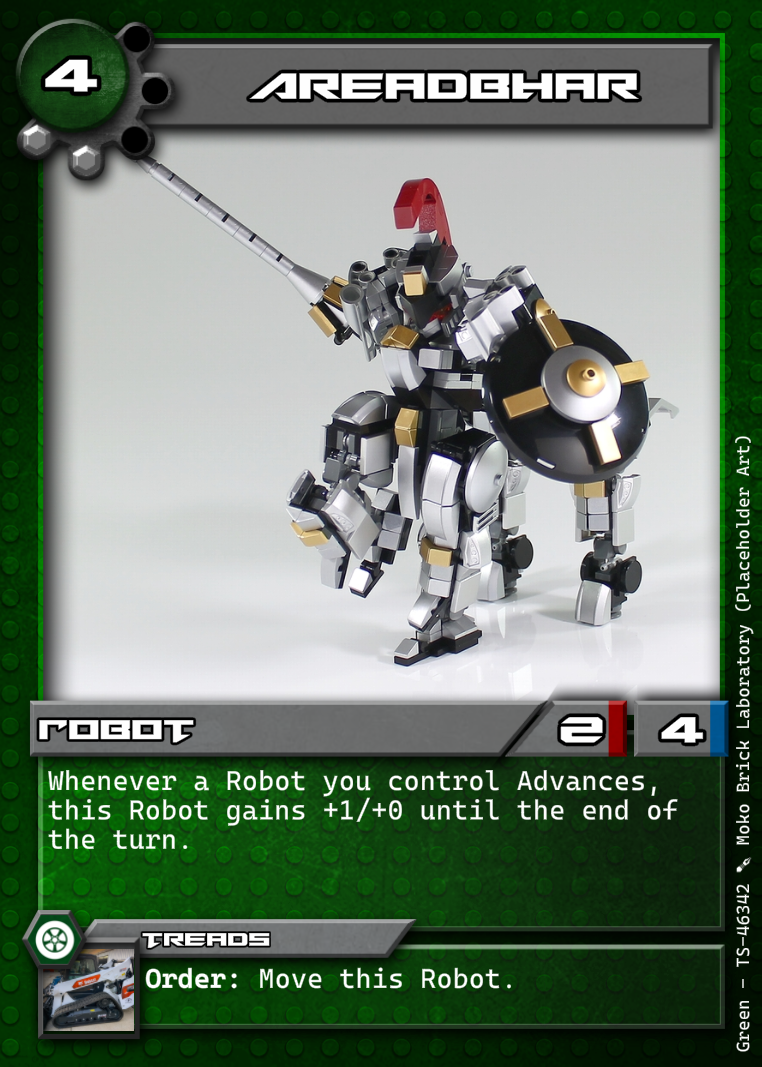 4
AREADBHAR
ROBOT
2
4
Whenever a Robot you control Advances,
this Robot gains +1/+0 until the end of
the turn.
TREADS
Order: Move this Robot.
Green – TS-46342 ✎ Moko Brick Laboratory (Placeholder Art)